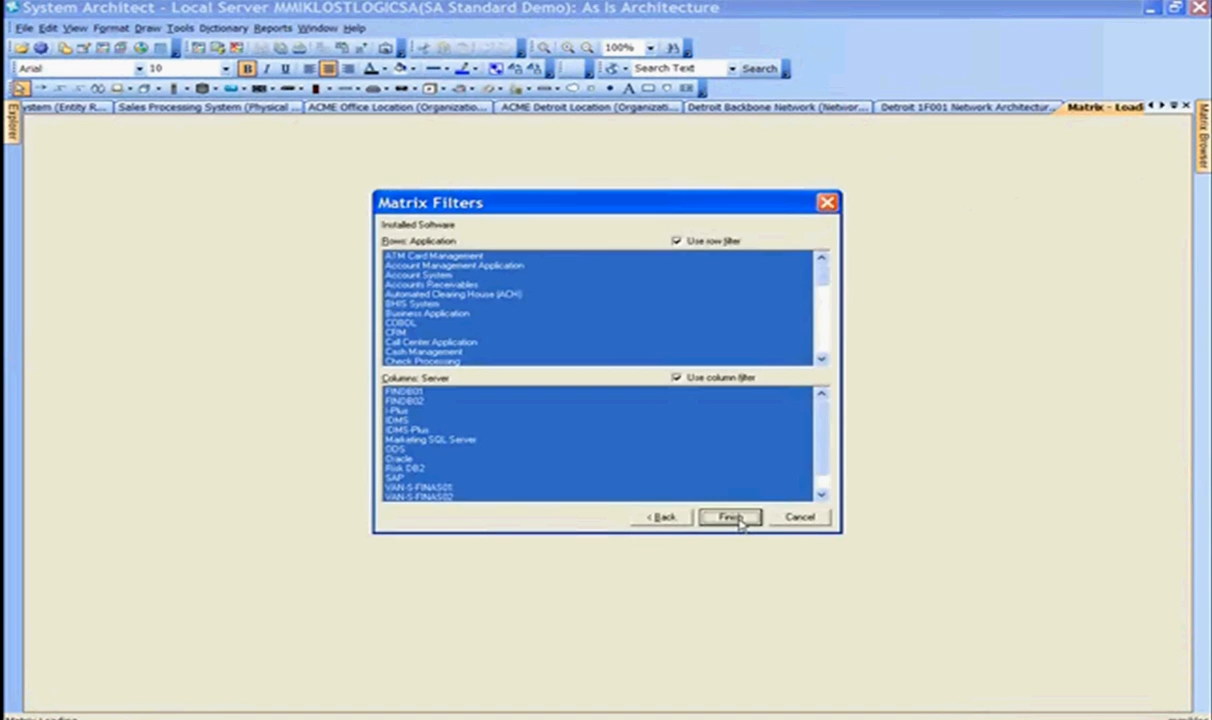 System Architect - Local Server MMIKLOSTLOGICSA(SA Standard Demo): As Is Architecture
File Edit View Format Draw Tools Dictionary Reports Window Help
100%
Arial 10 B I U A Search Text Search
ystem (Entity R... Sales Processing System (Physical ... ACME Office Location (Organizatio... ACME Detroit Location (Organizati... Detroit Backbone Network (Networ... Detroit 1F001 Network Architectur... Matrix - Load
Explorer
Matrix Browser
Matrix Filters
Installed Software
Rows: Application Use row filter
ATM Card Management
Account Management Application
Account System
Accounts Receivables
Automated Clearing House (ACH)
BHIS System
Business Application
COBOL
CRM
Call Center Application
Cash Management
Check Processing
Columns: Server Use column filter
FINDB01
FINDB02
I-Plus
IDMS
IDMS-Plus
Marketing SQL Server
ODS
Oracle
Risk DB2
SAP
VAN-S-FINAS01
VAN-S-FINAS02
< Back Finish Cancel